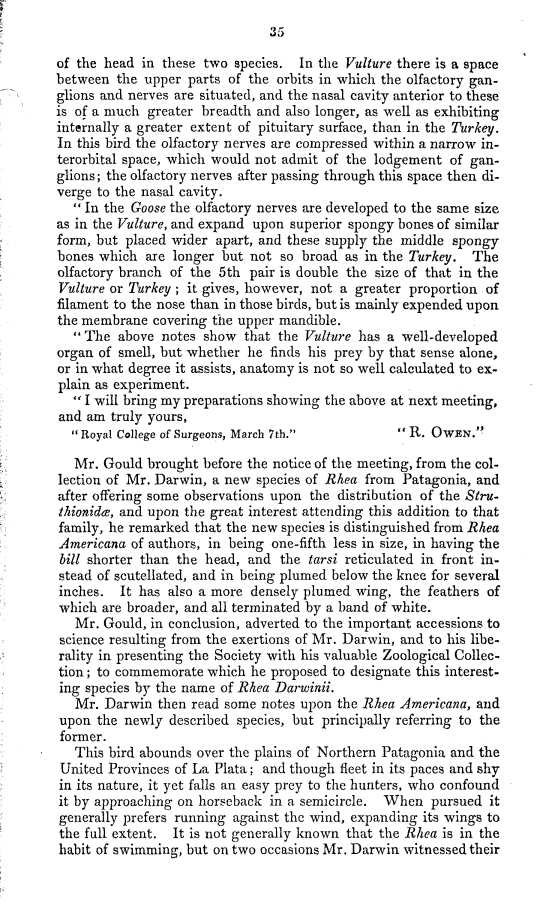 35
of the head in these two species. In the Vulture there is a space
between the upper parts of the orbits in which the olfactory gan-
glions and nerves are situated, and the nasal cavity anterior to these
is of a much greater breadth and also longer, as well as exhibiting
internally a greater extent of pituitary surface, than in the Turkey.
In this bird the olfactory nerves are compressed within a narrow in-
terorbital space, which would not admit of the lodgement of gan-
glions; the olfactory nerves after passing through this space then di-
verge to the nasal cavity.
"In the Goose the olfactory nerves are developed to the same size
as in the Vulture, and expand upon superior spongy bones of similar
form, but placed wider apart, and these supply the middle spongy
bones which are longer but not so broad as in the Turkey. The
olfactory branch of the 5th pair is double the size of that in the
Vulture or Turkey; it gives, however, not a greater proportion of
filament to the nose than in those birds, but is mainly expended upon
the membrane covering the upper mandible.
"The above notes show that the Vulture has a well-developed
organ of smell, but whether he finds his prey by that sense alone,
or in what degree it assists, anatomy is not so well calculated to ex-
plain as experiment.
"I will bring my preparations showing the above at next meeting,
and am truly yours,
"Royal College of Surgeons, March 7th." "R. OWEN."
Mr. Gould brought before the notice of the meeting, from the col-
lection of Mr. Darwin, a new species of Rhea from Patagonia, and
after offering some observations upon the distribution of the Stru-
thionidæ, and upon the great interest attending this addition to that
family, he remarked that the new species is distinguished from Rhea
Americana of authors, in being one-fifth less in size, in having the
bill shorter than the head, and the tarsi reticulated in front in-
stead of scutellated, and in being plumed below the knee for several
inches. It has also a more densely plumed wing, the feathers of
which are broader, and all terminated by a band of white.
Mr. Gould, in conclusion, adverted to the important accessions to
science resulting from the exertions of Mr. Darwin, and to his libe-
rality in presenting the Society with his valuable Zoological Collec-
tion; to commemorate which he proposed to designate this interest-
ing species by the name of Rhea Darwinii.
Mr. Darwin then read some notes upon the Rhea Americana, and
upon the newly described species, but principally referring to the
former.
This bird abounds over the plains of Northern Patagonia and the
United Provinces of La Plata; and though fleet in its paces and shy
in its nature, it yet falls an easy prey to the hunters, who confound
it by approaching on horseback in a semicircle. When pursued it
generally prefers running against the wind, expanding its wings to
the full extent. It is not generally known that the Rhea is in the
habit of swimming, but on two occasions Mr. Darwin witnessed their